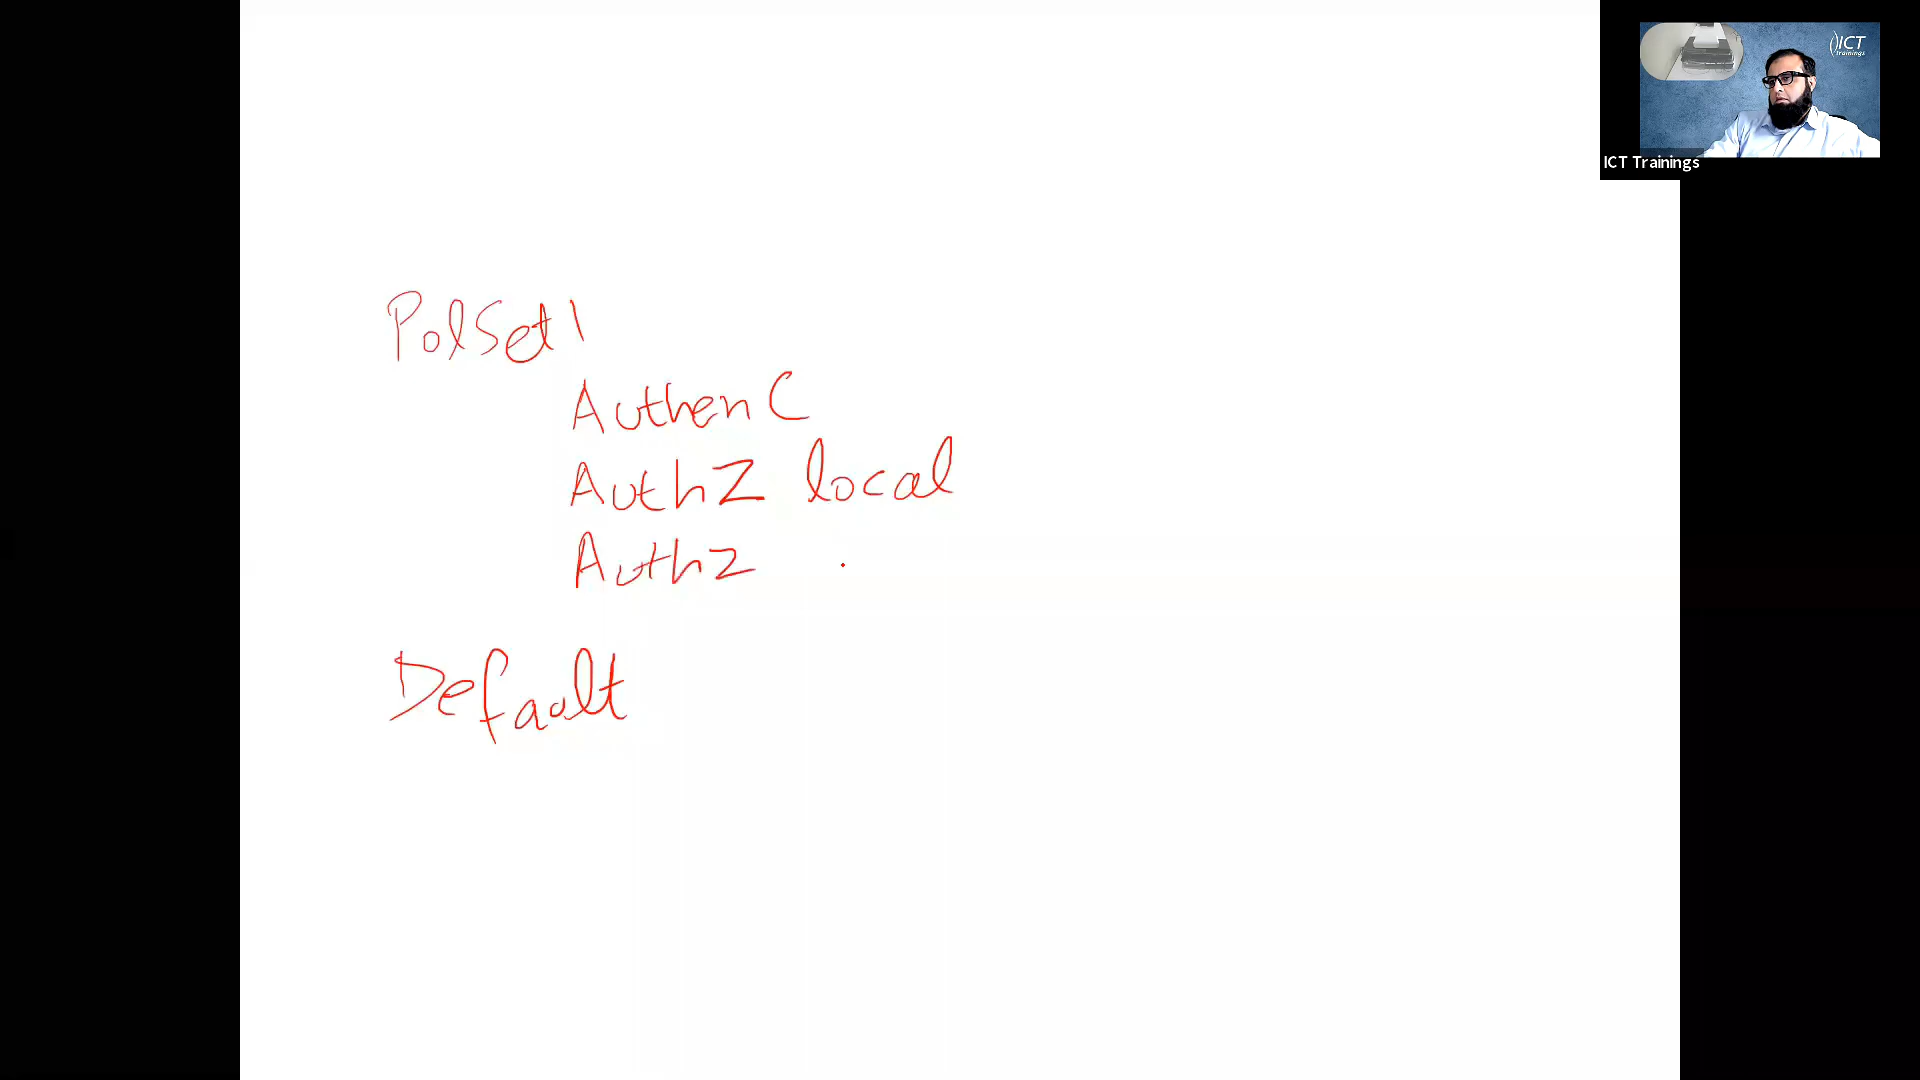 ICT
trainings
ICT Trainings
PolSet1
AuthenC
AuthZ local
AuthZ
Default